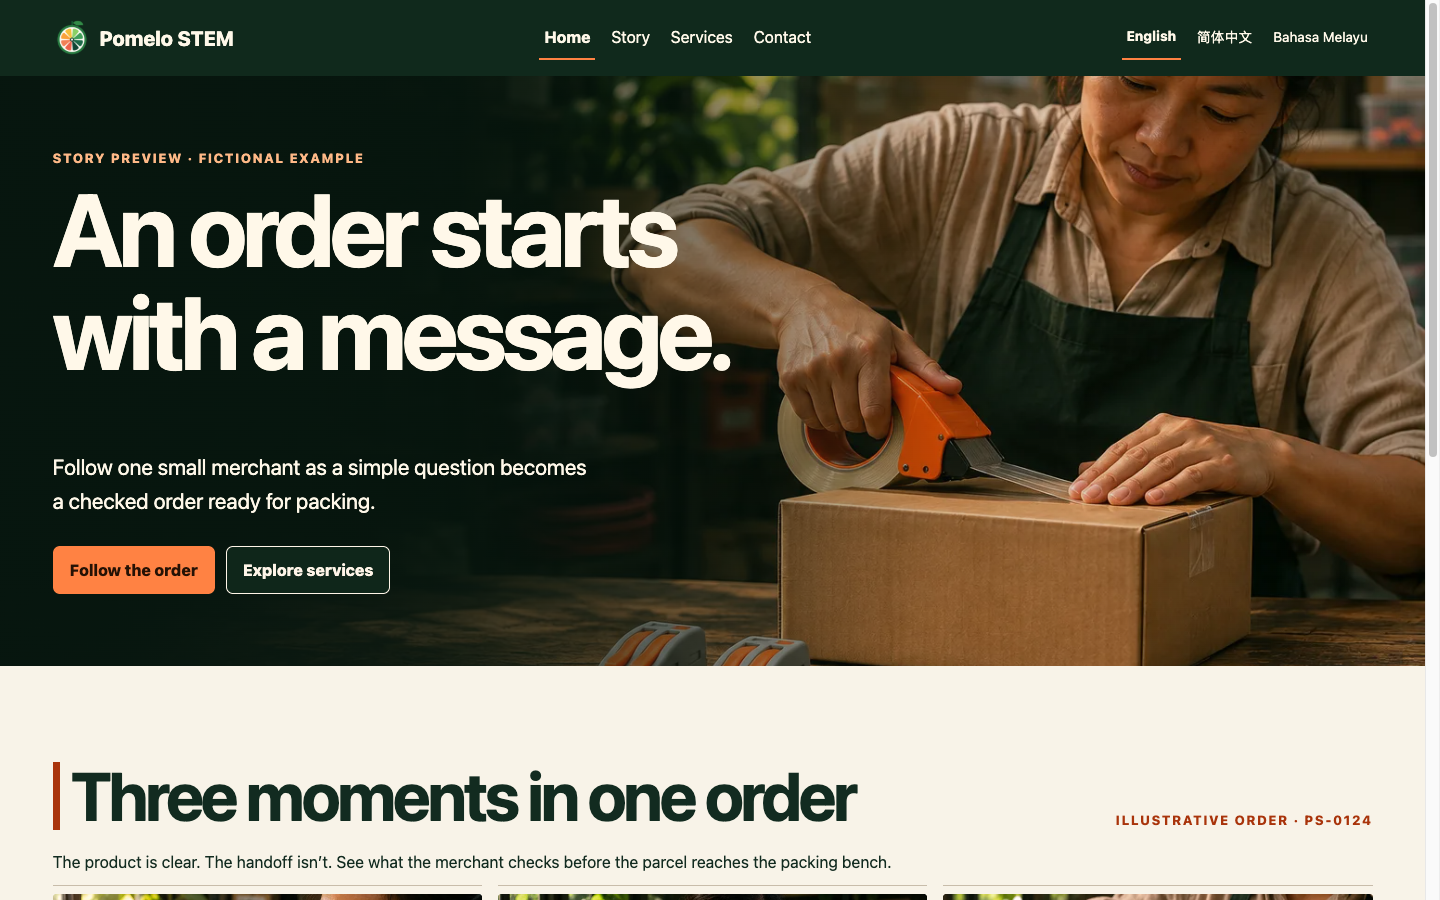 Pomelo STEM
Home
Story
Services
Contact
English
简体中文
Bahasa Melayu
STORY PREVIEW · FICTIONAL EXAMPLE
An order starts
with a message.
Follow one small merchant as a simple question becomes
a checked order ready for packing.
Follow the order
Explore services
Three moments in one order
ILLUSTRATIVE ORDER · PS-0124
The product is clear. The handoff isn’t. See what the merchant checks before the parcel reaches the packing bench.